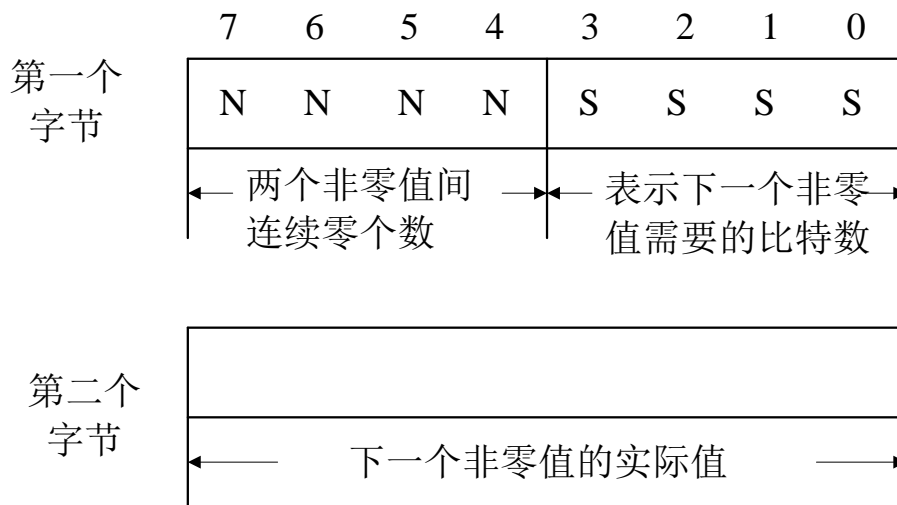 7 6 5 4 3 2 1 0
第一个
字节
N N N N S S S S
两个非零值间
连续零个数
表示下一个非零
值需要的比特数
第二个
字节
下一个非零值的实际值